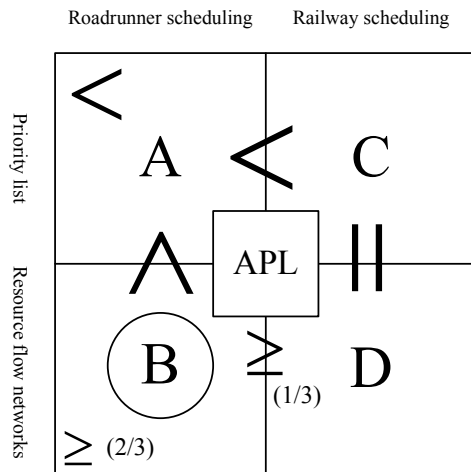 Roadrunner scheduling Railway scheduling
Priority list
<
A < C
∧ APL ||
Resource flow networks
B ≥ D
(1/3)
≥ (2/3)